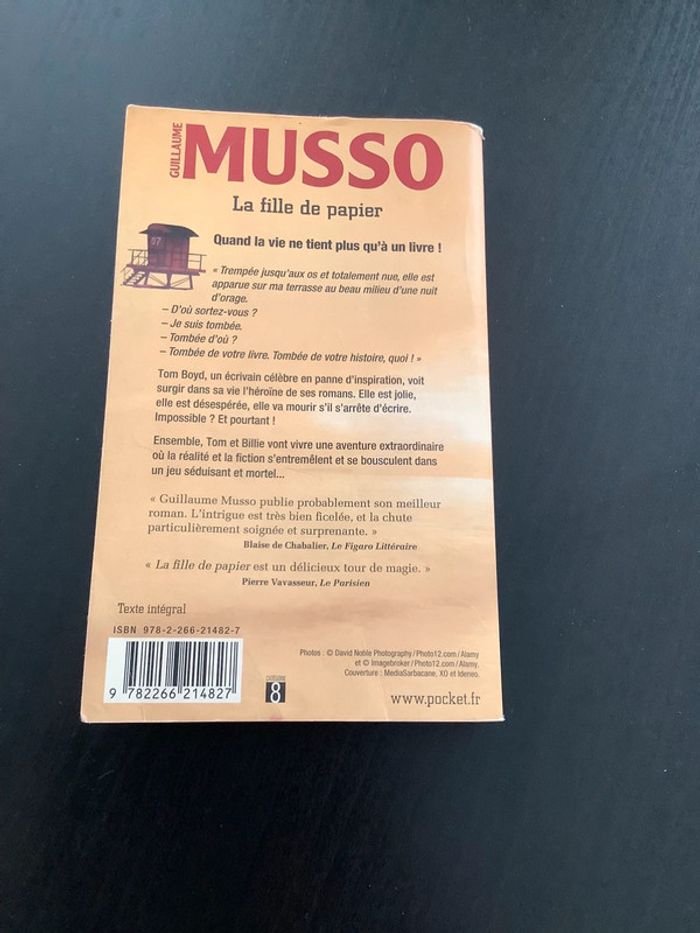 GUILLAUME
MUSSO
La fille de papier
07
Quand la vie ne tient plus qu'à un livre !
« Trempée jusqu'aux os et totalement nue, elle est
apparue sur ma terrasse au beau milieu d'une nuit
d'orage.
– D'où sortez-vous ?
– Je suis tombée.
– Tombée d'où ?
– Tombée de votre livre. Tombée de votre histoire, quoi ! »
Tom Boyd, un écrivain célèbre en panne d'inspiration, voit
surgir dans sa vie l'héroïne de ses romans. Elle est jolie,
elle est désespérée, elle va mourir s'il s'arrête d'écrire.
Impossible ? Et pourtant !
Ensemble, Tom et Billie vont vivre une aventure extraordinaire
où la réalité et la fiction s'entremêlent et se bousculent dans
un jeu séduisant et mortel...
« Guillaume Musso publie probablement son meilleur
roman. L'intrigue est très bien ficelée, et la chute
particulièrement soignée et surprenante. »
Blaise de Chabalier, Le Figaro Littéraire
« La fille de papier est un délicieux tour de magie. »
Pierre Vavasseur, Le Parisien
Texte intégral
ISBN 978-2-266-21482-7
9 782266 214827
CATÉGORIE
8
Photos : © David Noble Photography / Photo12.com / Alamy
et © Imagebroker / Photo12.com / Alamy.
Couverture : MediaSarbacane, XO et Ideneo.
www.pocket.fr